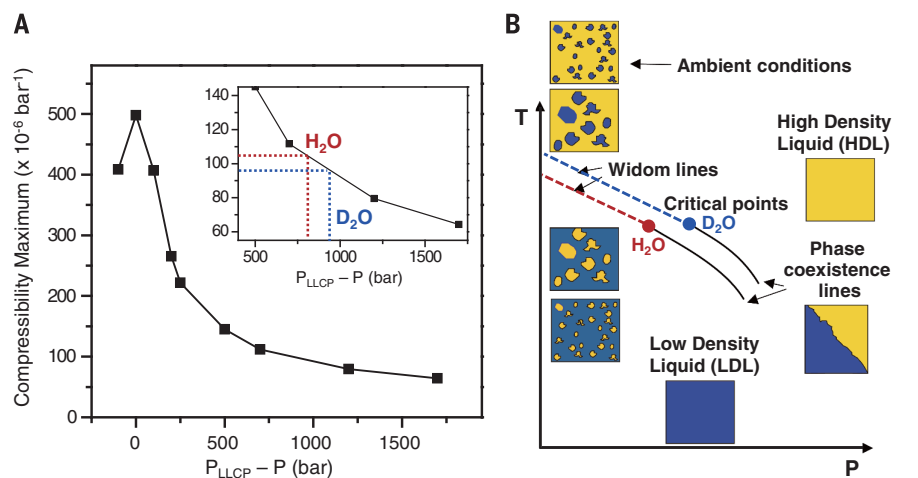 A
Compressibility Maximum (x 10⁻⁶ bar⁻¹)
500
400
300
200
100
0
0
500
1000
1500
P_LLCP – P (bar)
140
120
100
80
60
500
1000
1500
P_LLCP – P (bar)
H₂O
D₂O
B
Ambient conditions
T
High Density
Liquid (HDL)
Widom lines
Critical points
D₂O
H₂O
Phase
coexistence
lines
Low Density
Liquid (LDL)
P